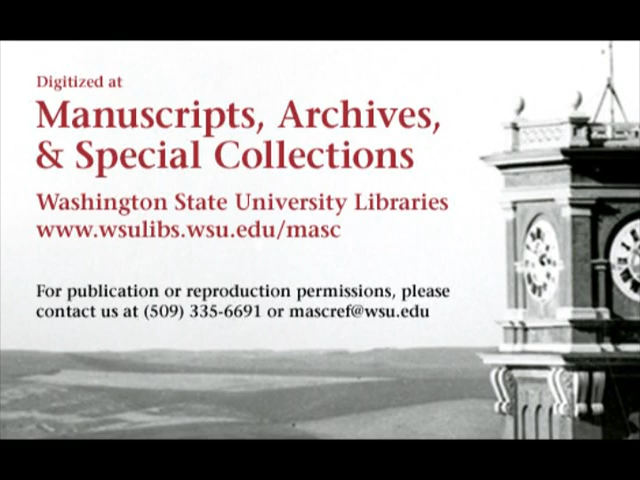 Digitized at
Manuscripts, Archives,
& Special Collections
Washington State University Libraries
www.wsulibs.wsu.edu/masc
For publication or reproduction permissions, please
contact us at (509) 335-6691 or mascref@wsu.edu